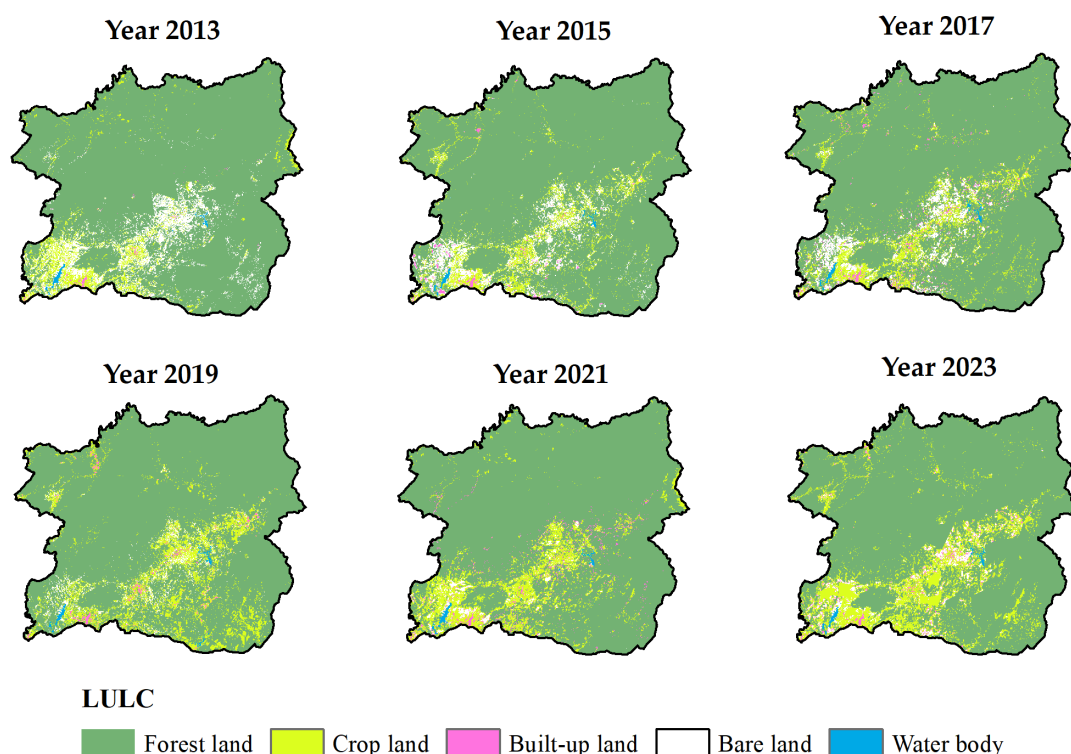 Year 2013
Year 2015
Year 2017
Year 2019
Year 2021
Year 2023
LULC
Forest land
Crop land
Built-up land
Bare land
Water body